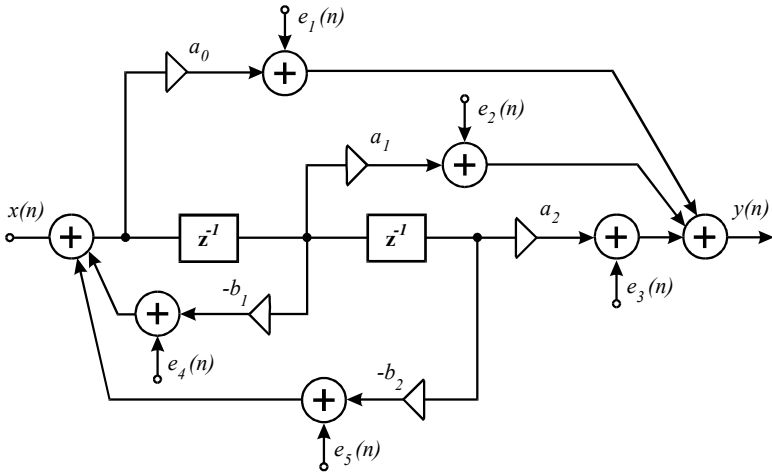 e₁(n)
a₀
e₂(n)
a₁
x(n)
z⁻¹
z⁻¹
a₂
y(n)
-b₁
e₃(n)
e₄(n)
-b₂
e₅(n)